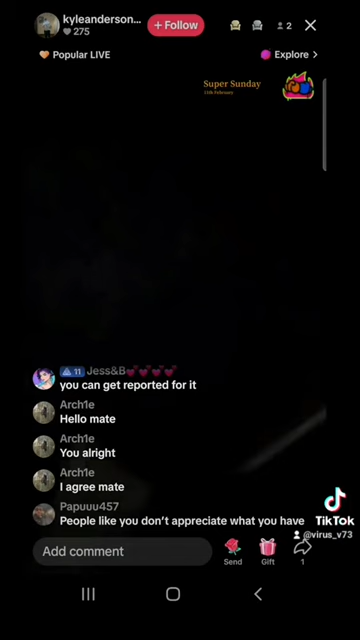 kyleanderson...
275
+ Follow
2
Popular LIVE
Explore >
Super Sunday
11th February
11 Jess&B
you can get reported for it
Arch1e
Hello mate
Arch1e
You alright
Arch1e
I agree mate
Papuuu457
People like you don't appreciate what you have
TikTok
@virus_v73
Add comment
Send
Gift
1